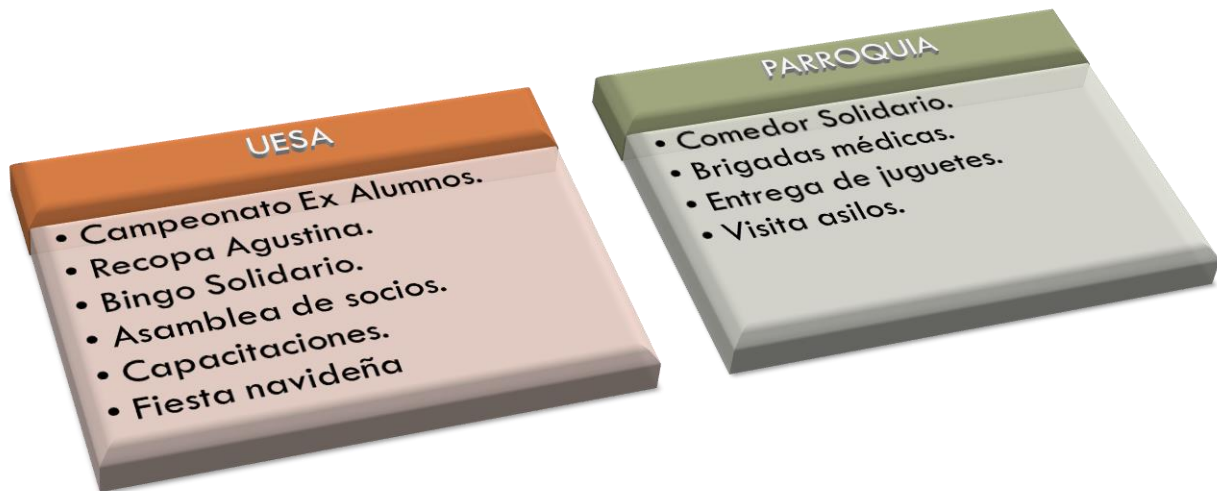 UESA
• Campeonato Ex Alumnos.
• Recopa Agustina.
• Bingo Solidario.
• Asamblea de socios.
• Capacitaciones.
• Fiesta navideña
PARROQUIA
• Comedor Solidario.
• Brigadas médicas.
• Entrega de juguetes.
• Visita asilos.